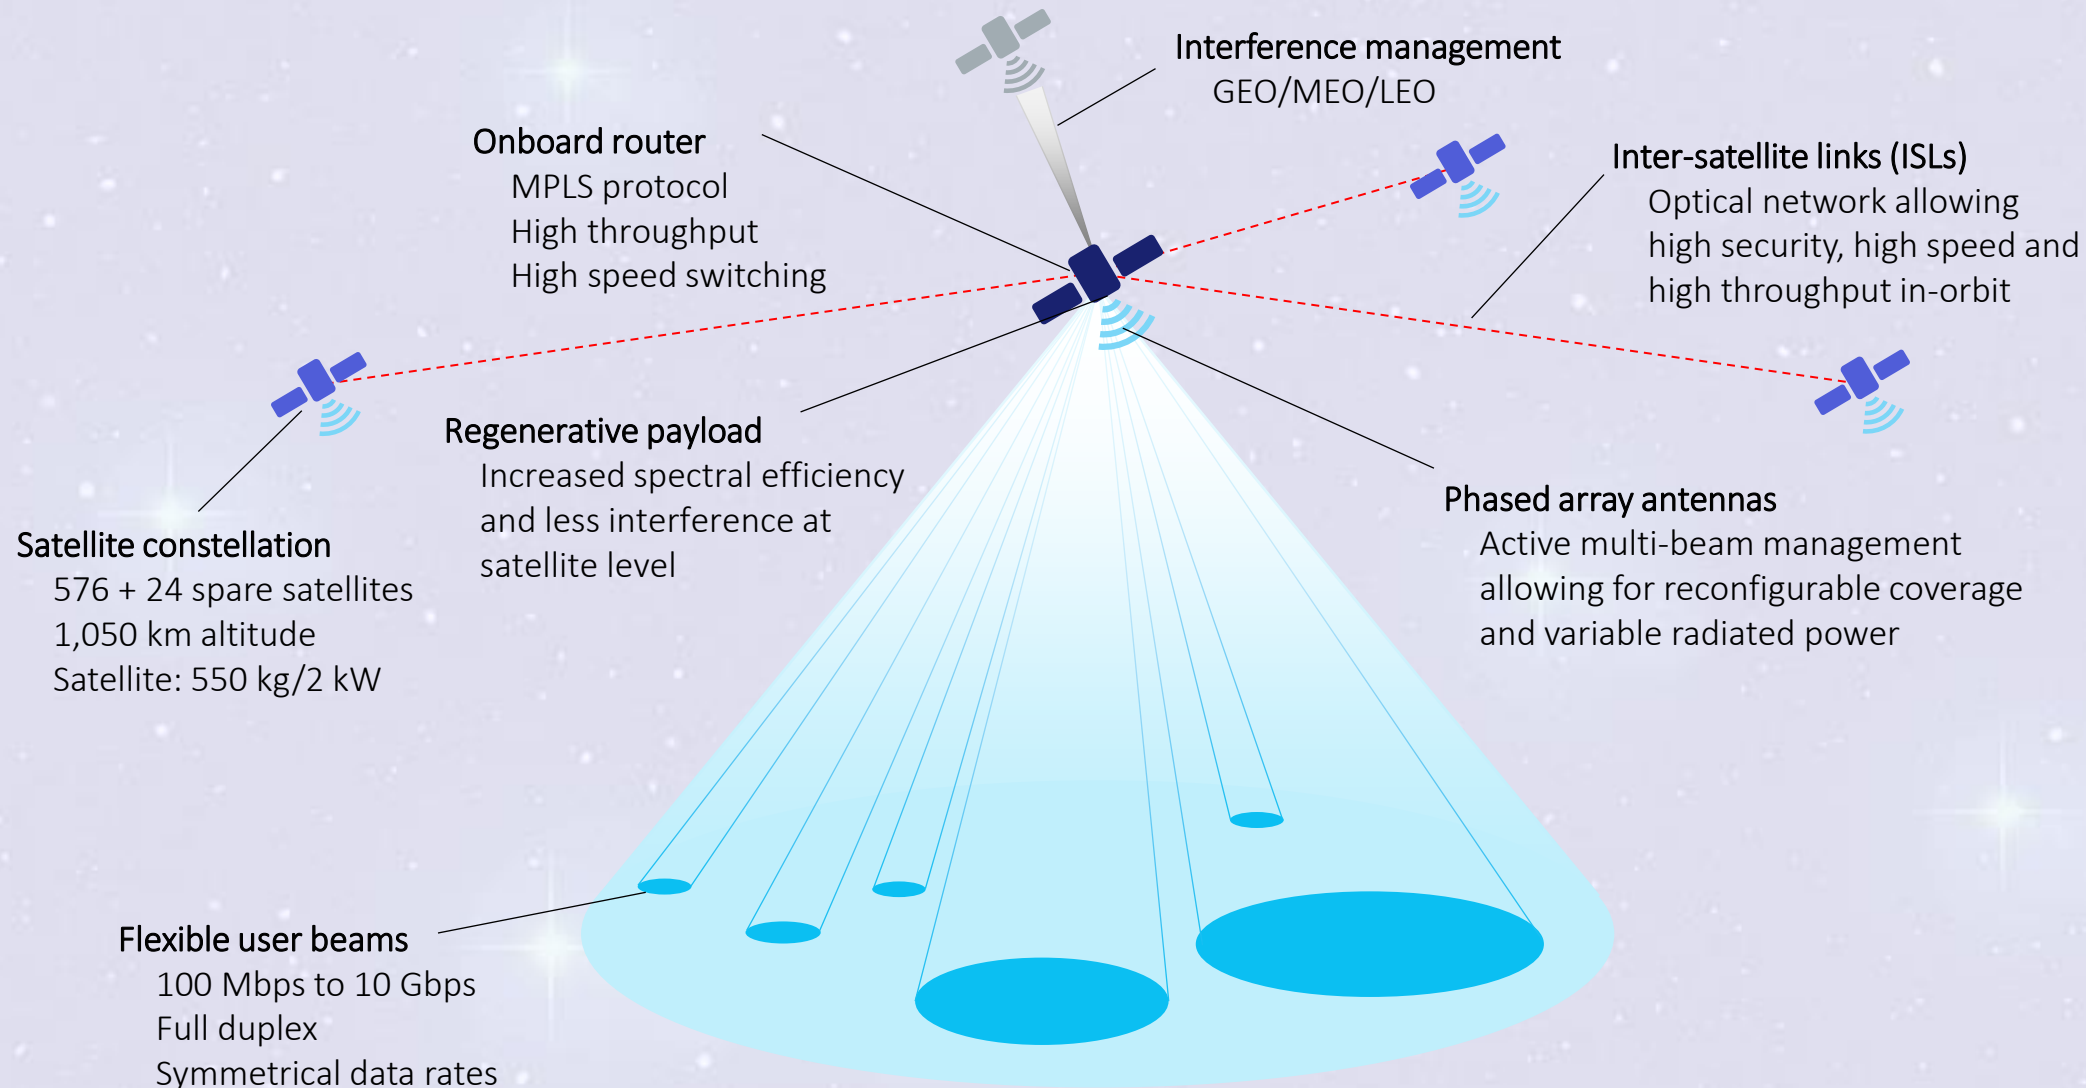 Interference management
GEO/MEO/LEO
Onboard router
MPLS protocol
High throughput
High speed switching
Inter-satellite links (ISLs)
Optical network allowing
high security, high speed and
high throughput in-orbit
Regenerative payload
Increased spectral efficiency
and less interference at
satellite level
Phased array antennas
Active multi-beam management
allowing for reconfigurable coverage
and variable radiated power
Satellite constellation
576 + 24 spare satellites
1,050 km altitude
Satellite: 550 kg/2 kW
Flexible user beams
100 Mbps to 10 Gbps
Full duplex
Symmetrical data rates